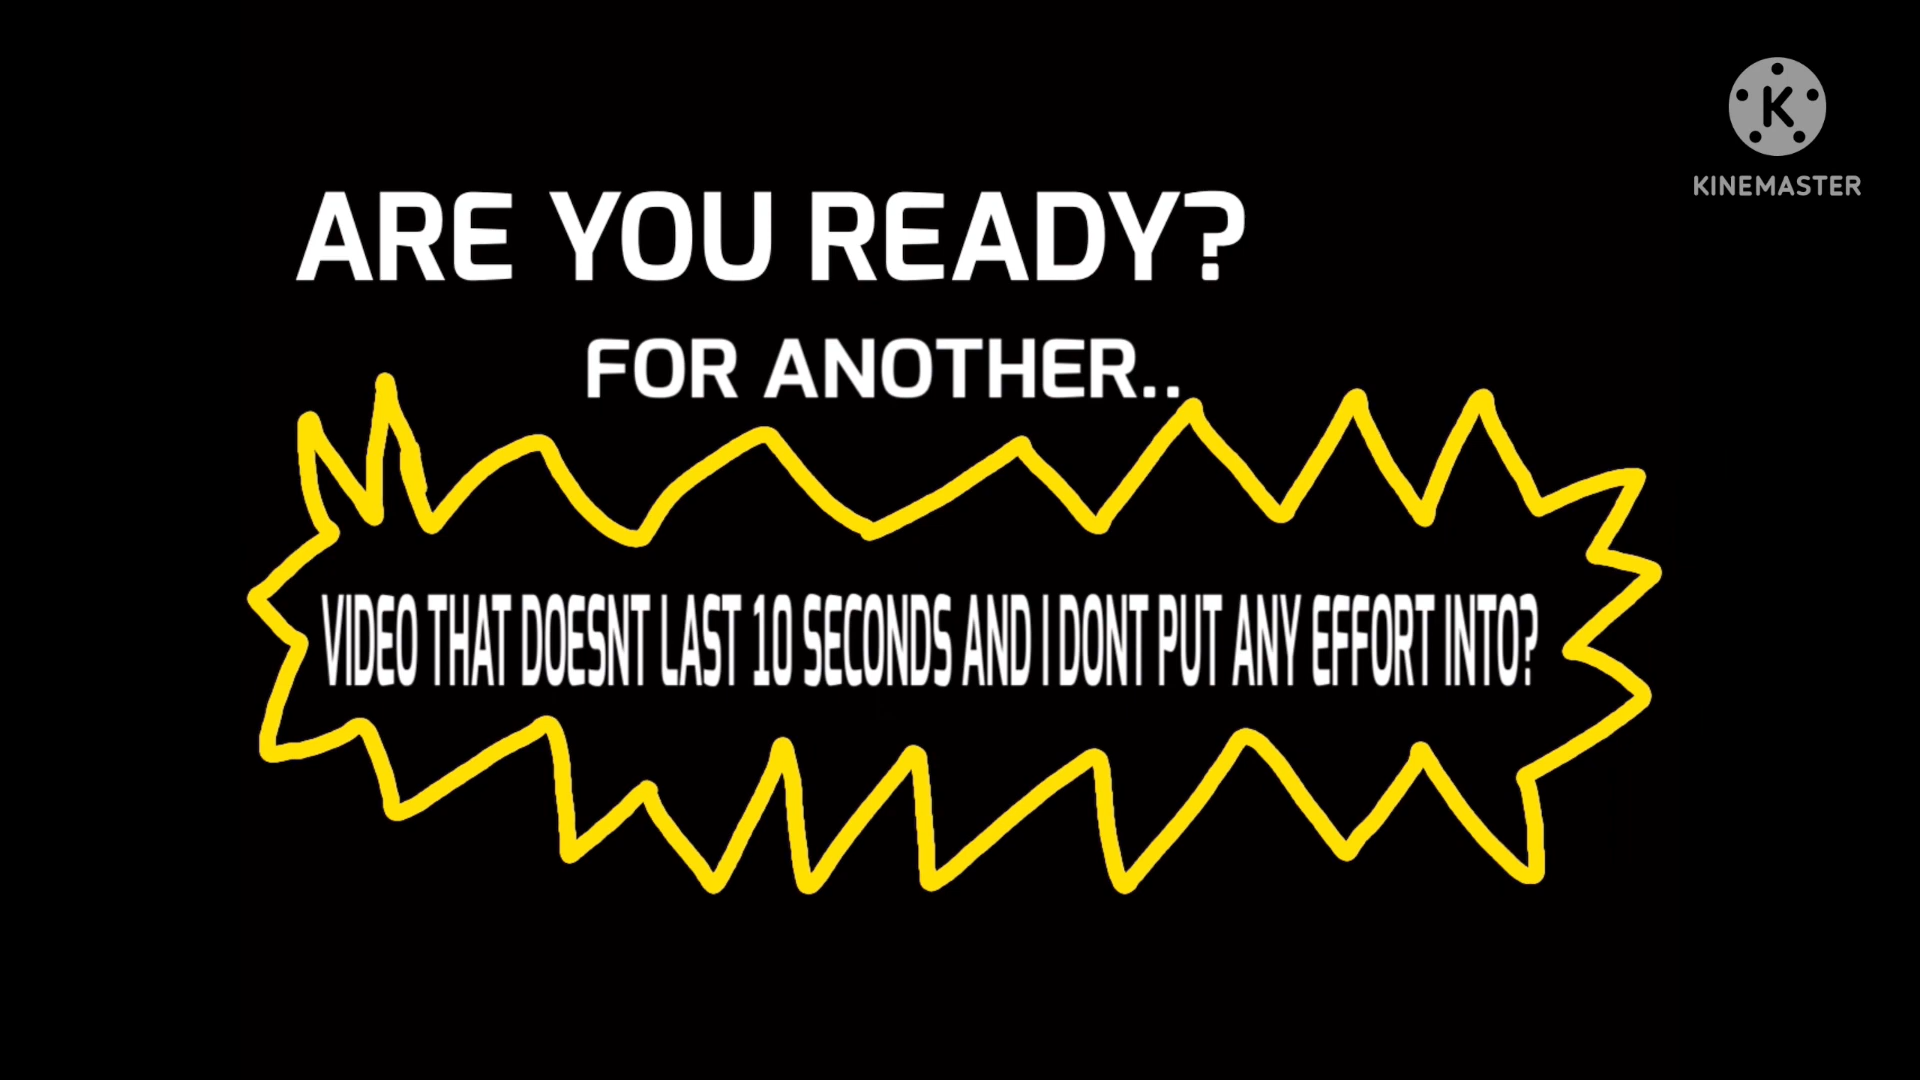 K
KINEMASTER
ARE YOU READY?
FOR ANOTHER..
VIDEO THAT DOESNT LAST 10 SECONDS AND I DONT PUT ANY EFFORT INTO?